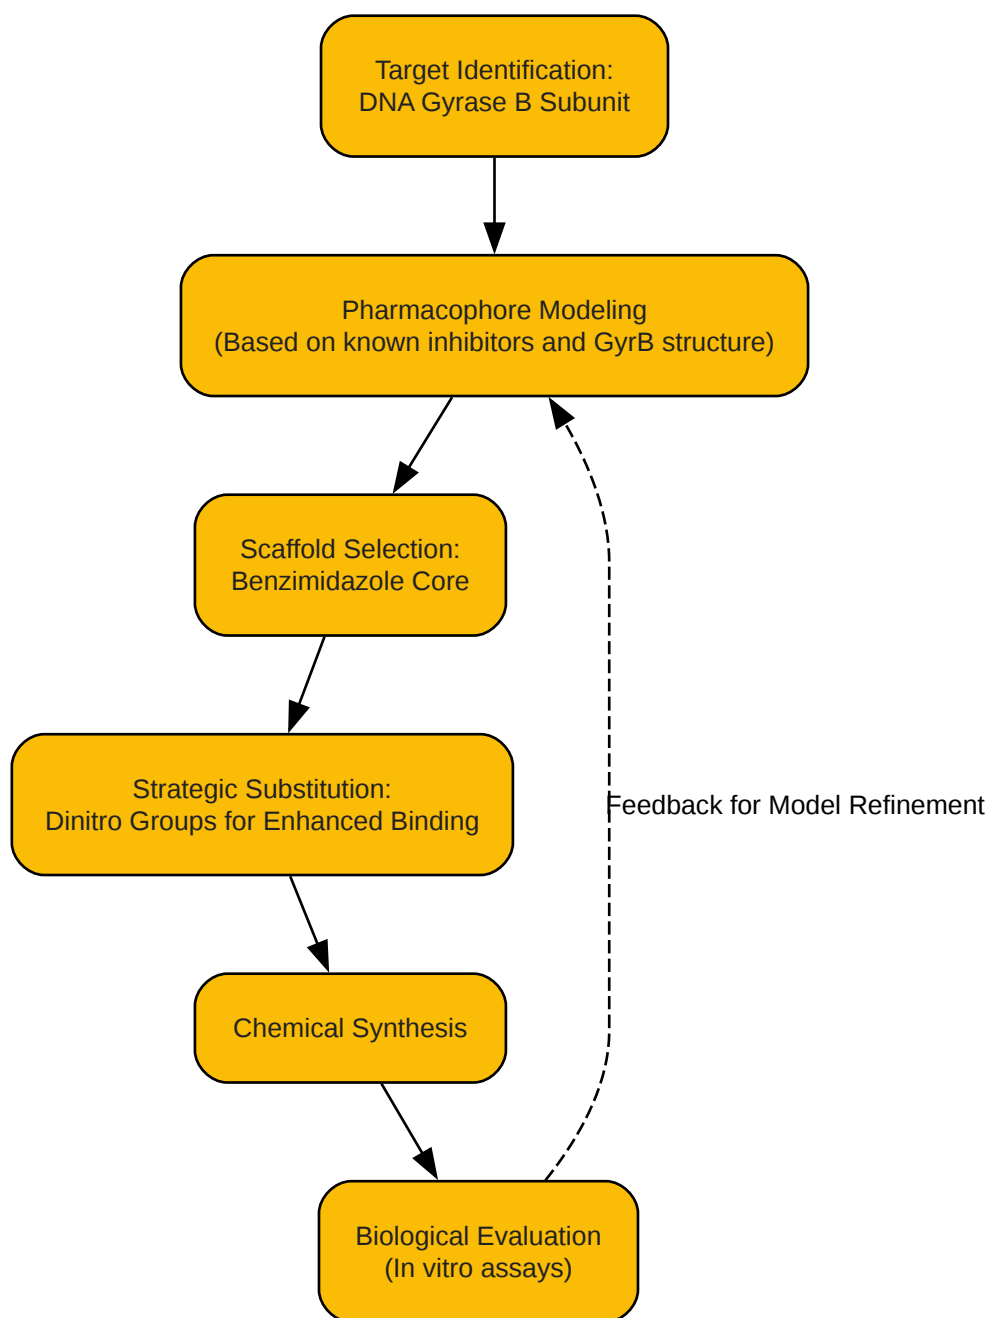 Target Identification:
DNA Gyrase B Subunit
Pharmacophore Modeling
(Based on known inhibitors and GyrB structure)
Scaffold Selection:
Benzimidazole Core
Strategic Substitution:
Dinitro Groups for Enhanced Binding
Feedback for Model Refinement
Chemical Synthesis
Biological Evaluation
(In vitro assays)